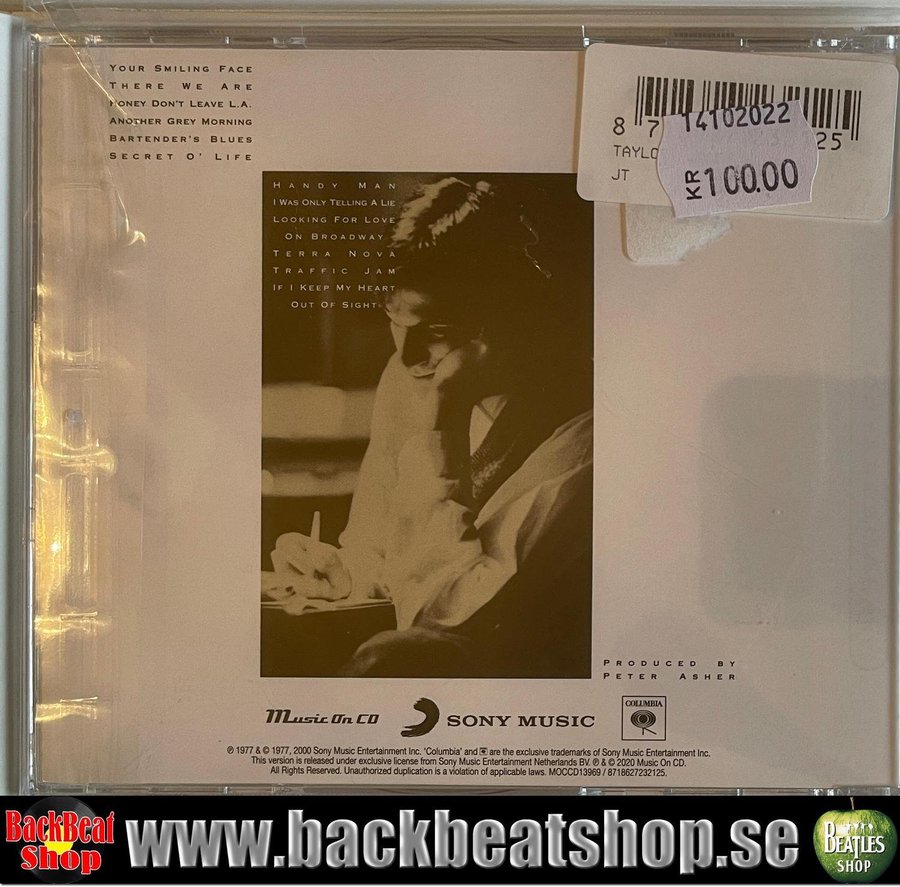 YOUR SMILING FACE
THERE WE ARE
HONEY DON'T LEAVE L.A.
ANOTHER GREY MORNING
BARTENDER'S BLUES
SECRET O' LIFE
8 7
25
TAYLO
JT
14102022
KR 100.00
HANDY MAN
I WAS ONLY TELLING A LIE
LOOKING FOR LOVE
ON BROADWAY
TERRA NOVA
TRAFFIC JAM
IF I KEEP MY HEART
OUT OF SIGHT
PRODUCED BY
PETER ASHER
Music On CD
SONY MUSIC
COLUMBIA
℗ 1977 & © 1977, 2000 Sony Music Entertainment Inc. 'Columbia' and are the exclusive trademarks of Sony Music Entertainment Inc.
This version is released under exclusive license from Sony Music Entertainment Netherlands BV. ℗ & © 2020 Music On CD.
All Rights Reserved. Unauthorized duplication is a violation of applicable laws. MOCCD13969 / 8718627232125.
BackBeat
Shop
www.backbeatshop.se
THE
BEATLES
SHOP